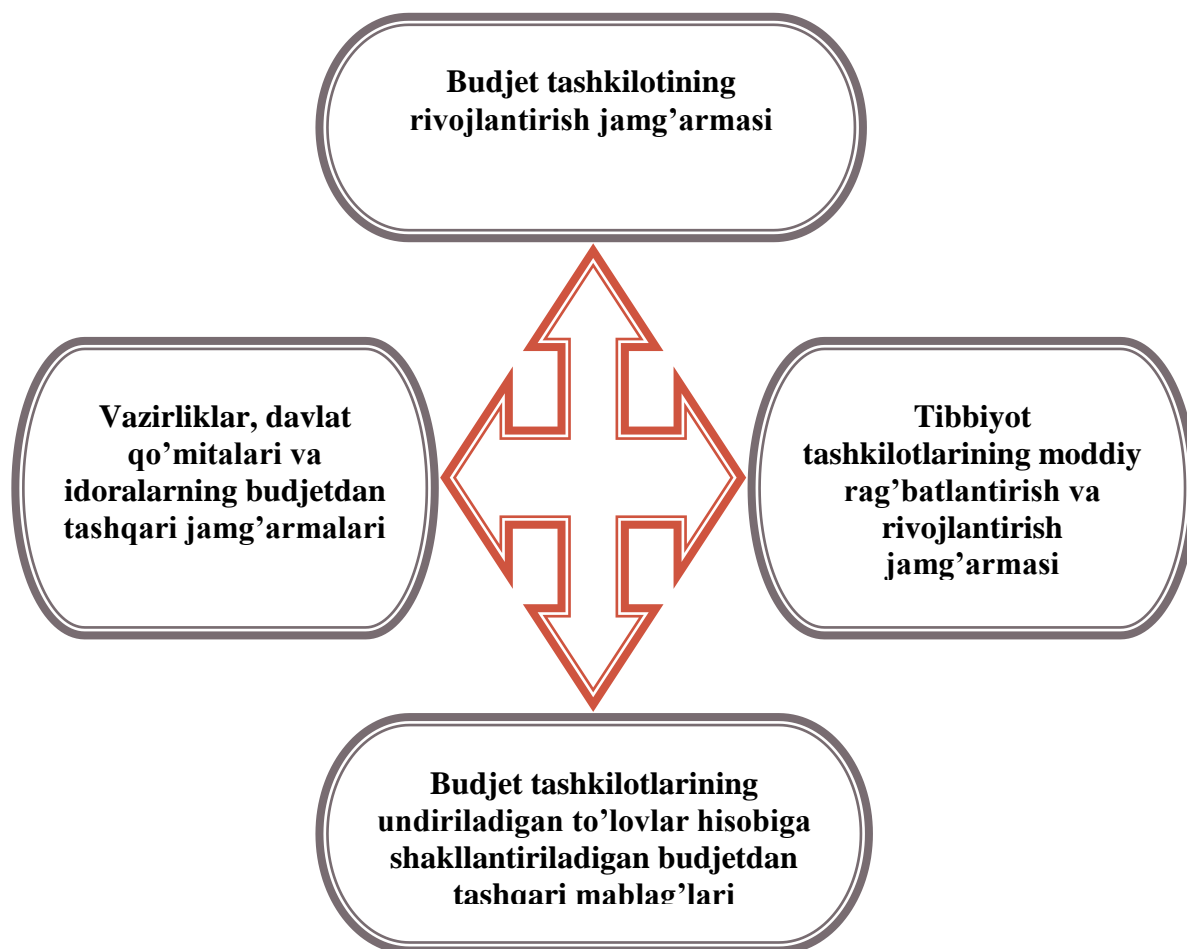 Budjet tashkilotining
rivojlantirish jamg’armasi
Vazirliklar, davlat
qo’mitalari va
idoralarning budjetdan
tashqari jamg’armalari
Tibbiyot
tashkilotlarining moddiy
rag’batlantirish va
rivojlantirish
jamg’armasi
Budjet tashkilotlarining
undiriladigan to’lovlar hisobiga
shakllantiriladigan budjetdan
tashqari mablag’lari